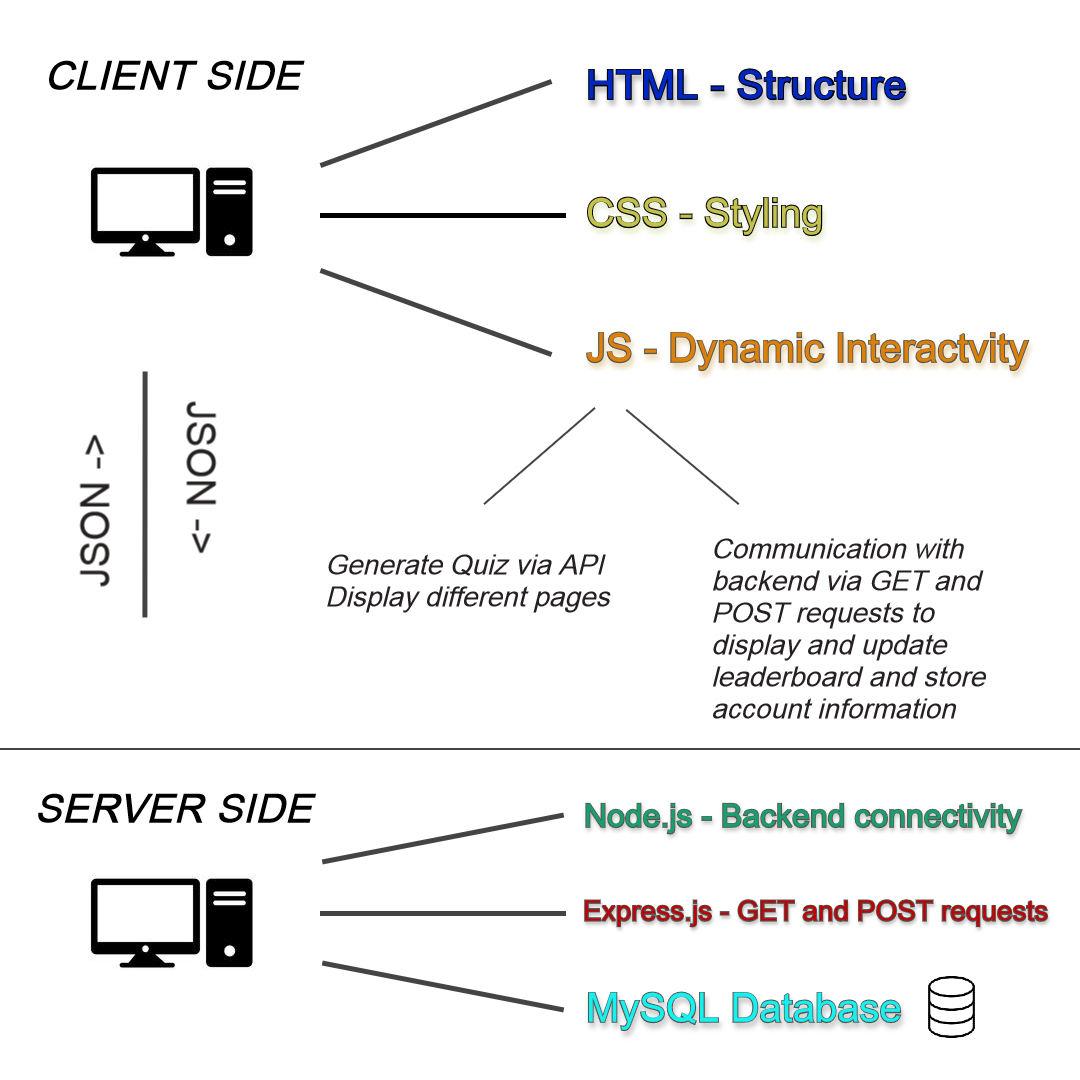 CLIENT SIDE
HTML - Structure
CSS - Styling
JS - Dynamic Interactvity
JSON ->
JSON ->
Generate Quiz via API
Display different pages
Communication with
backend via GET and
POST requests to
display and update
leaderboard and store
account information
SERVER SIDE
Node.js - Backend connectivity
Express.js - GET and POST requests
MySQL Database